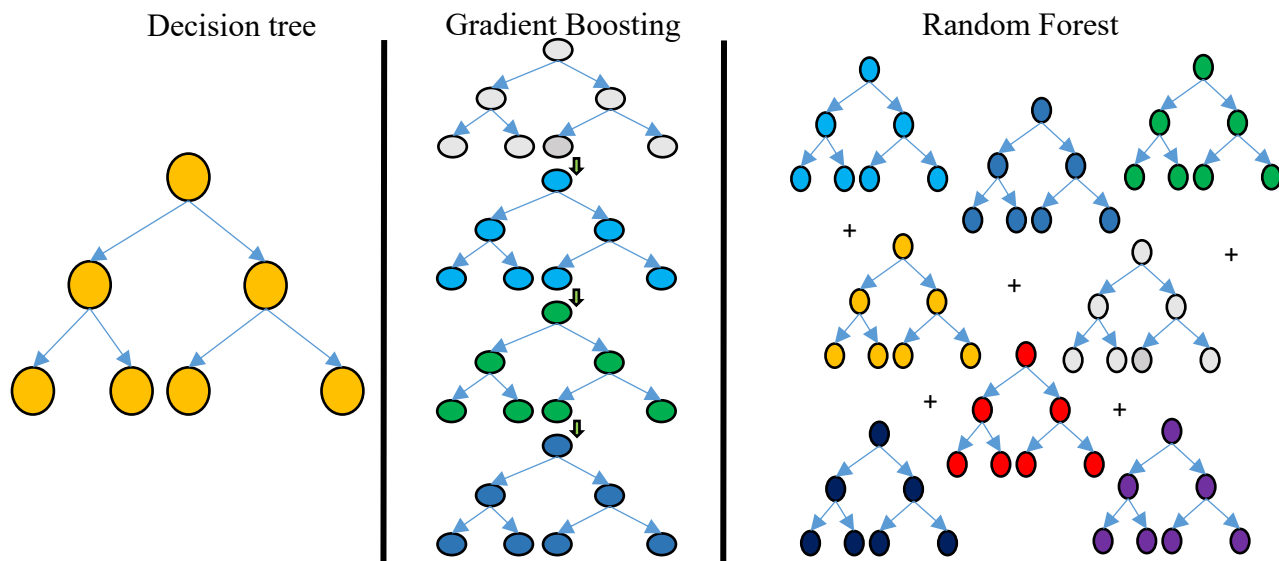 Decision tree
Gradient Boosting
Random Forest
+
+
+
+
+